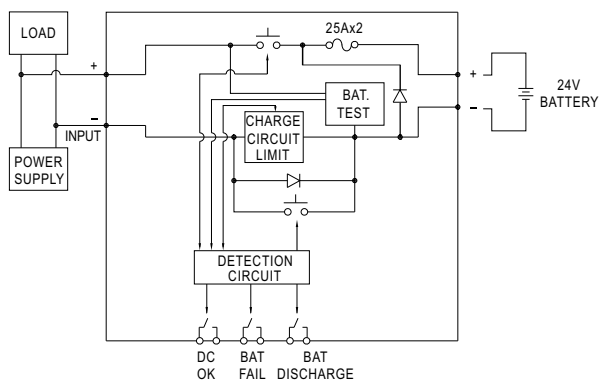 LOAD
25Ax2
+
+
24V
BATTERY
BAT.
TEST
CHARGE
CIRCUIT
LIMIT
−
−
INPUT
POWER
SUPPLY
DETECTION
CIRCUIT
DC
OK
BAT
FAIL
BAT
DISCHARGE